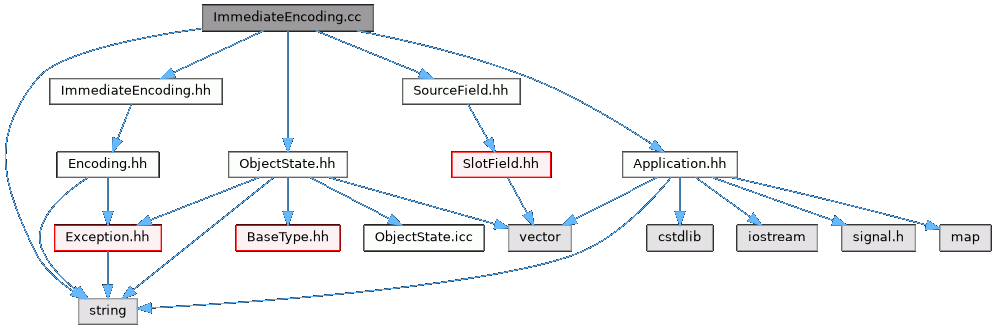 ImmediateEncoding.cc
ImmediateEncoding.hh
SourceField.hh
Encoding.hh
ObjectState.hh
SlotField.hh
Application.hh
Exception.hh
BaseType.hh
ObjectState.icc
vector
cstdlib
iostream
signal.h
map
string